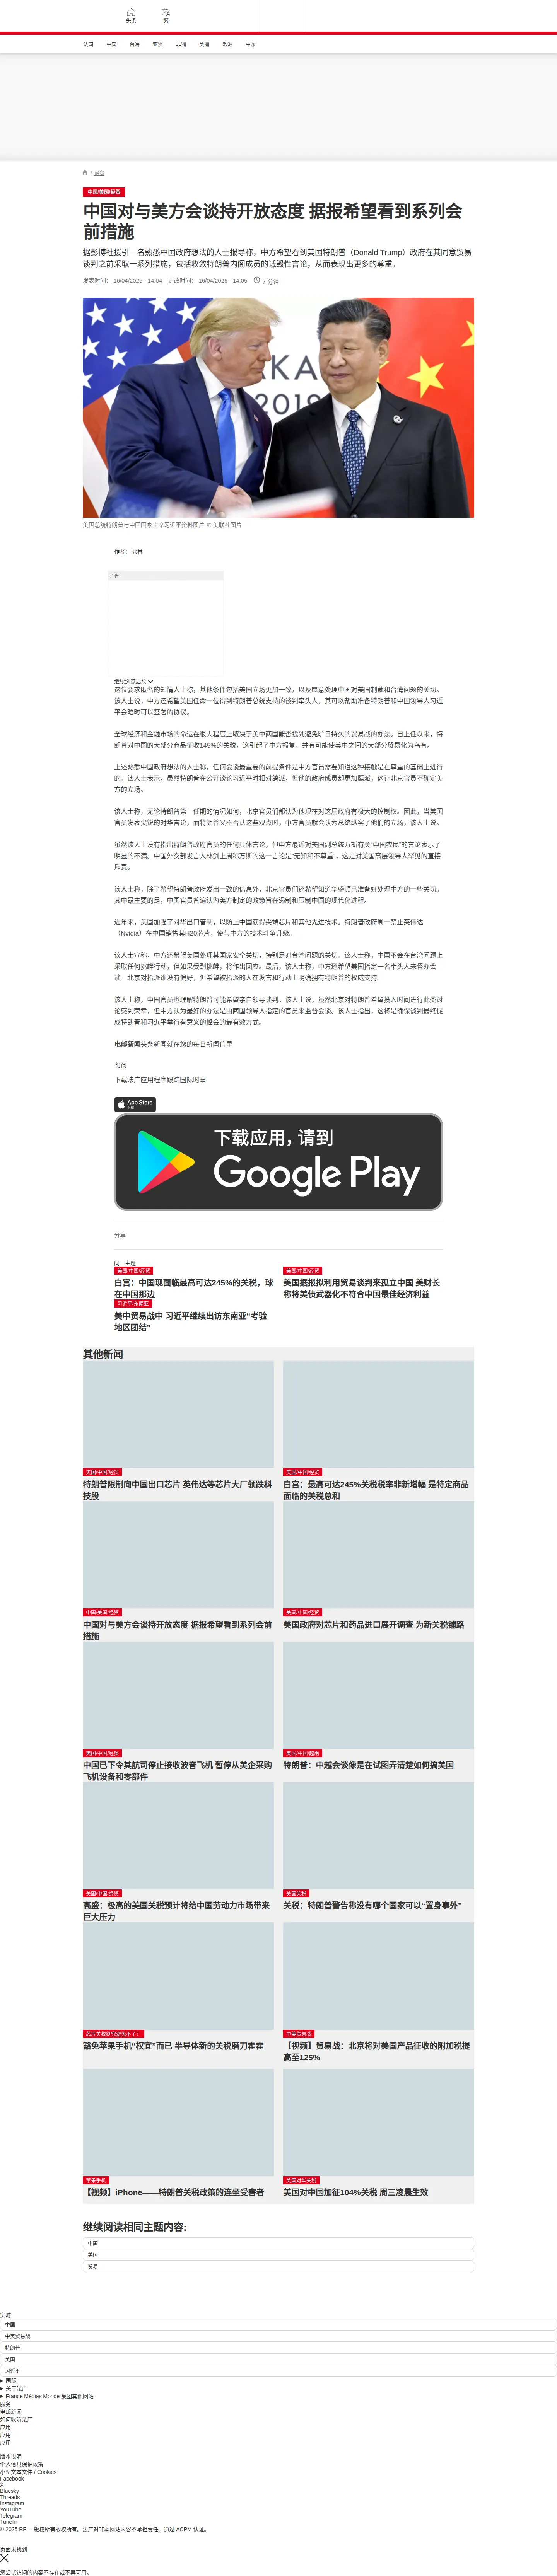 头条
繁
法国 中国 台海 亚洲 非洲 美洲 欧洲 中东
/ 经贸
中国/美国/经贸
中国对与美方会谈持开放态度 据报希望看到系列会
前措施
据彭博社援引一名熟悉中国政府想法的人士报导称，中方希望看到美国特朗普（Donald Trump）政府在其同意贸易
谈判之前采取一系列措施，包括收敛特朗普内阁成员的诋毁性言论，从而表现出更多的尊重。
发表时间： 16/04/2025 - 14:04 更改时间： 16/04/2025 - 14:05 7 分钟
KA
2019
美国总统特朗普与中国国家主席习近平资料图片 © 美联社图片
作者： 弗林
广告
继续浏览后续
这位要求匿名的知情人士称，其他条件包括美国立场更加一致，以及愿意处理中国对美国制裁和台湾问题的关切。
该人士说，中方还希望美国任命一位得到特朗普总统支持的谈判牵头人，其可以帮助准备特朗普和中国领导人习近
平会晤时可以签署的协议。
全球经济和金融市场的命运在很大程度上取决于美中两国能否找到避免旷日持久的贸易战的办法。自上任以来，特
朗普对中国的大部分商品征收145%的关税，这引起了中方报复，并有可能使美中之间的大部分贸易化为乌有。
上述熟悉中国政府想法的人士称，任何会谈最重要的前提条件是中方官员需要知道这种接触是在尊重的基础上进行
的。该人士表示，虽然特朗普在公开谈论习近平时相对鸽派，但他的政府成员却更加鹰派，这让北京官员不确定美
方的立场。
该人士称，无论特朗普第一任期的情况如何，北京官员们都认为他现在对这届政府有极大的控制权。因此，当美国
官员发表尖锐的对华言论，而特朗普又不否认这些观点时，中方官员就会认为总统纵容了他们的立场，该人士说。
虽然该人士没有指出特朗普政府官员的任何具体言论，但中方最近对美国副总统万斯有关“中国农民”的言论表示了
明显的不满。中国外交部发言人林剑上周称万斯的这一言论是“无知和不尊重”，这是对美国高层领导人罕见的直接
斥责。
该人士称，除了希望特朗普政府发出一致的信息外，北京官员们还希望知道华盛顿已准备好处理中方的一些关切。
其中最主要的是，中国官员普遍认为美方制定的政策旨在遏制和压制中国的现代化进程。
近年来，美国加强了对华出口管制，以防止中国获得尖端芯片和其他先进技术。特朗普政府周一禁止英伟达
（Nvidia）在中国销售其H20芯片，使与中方的技术斗争升级。
该人士宣称，中方还希望美国处理其国家安全关切，特别是对台湾问题的关切。该人士称，中国不会在台湾问题上
采取任何挑衅行动，但如果受到挑衅，将作出回应。最后，该人士称，中方还希望美国指定一名牵头人来督办会
谈。北京对指派谁没有偏好，但希望被指派的人在发言和行动上明确拥有特朗普的权威支持。
该人士称，中国官员也理解特朗普的最好可能希望亲自领导谈判。该人士说，虽然北京对特朗普希望投入时间进行此类讨
论感到荣幸，但中方认为最好的方法是由两国领导人指定的官员来监督会谈。该人士指出，这将是确保谈判最终促
成特朗普和习近平举行有意义的峰会的最有效方式。
电邮新闻头条新闻就在您的每日新闻信里
订阅
下载法广应用程序跟踪国际时事
App Store
下载
下载应用，请到
Google Play
分享 :
同一主题
美国/中国/经贸
白宫：中国现面临最高可达245%的关税，球
在中国那边
美国/中国/经贸
美国据报拟利用贸易谈判来孤立中国 美财长
称将美债武器化不符合中国最佳经济利益
习近平/东南亚
美中贸易战中 习近平继续出访东南亚“考验
地区团结”
其他新闻
美国/中国/经贸
特朗普限制向中国出口芯片 英伟达等芯片大厂领跌科
技股
美国/中国/经贸
白宫：最高可达245%关税税率非新增幅 是特定商品
面临的关税总和
中国/美国/经贸
中国对与美方会谈持开放态度 据报希望看到系列会前
措施
美国/中国/经贸
美国政府对芯片和药品进口展开调查 为新关税铺路
美国/中国/经贸
中国已下令其航司停止接收波音飞机 暂停从美企采购
飞机设备和零部件
美国/中国/越南
特朗普：中越会谈像是在试图弄清楚如何搞美国
美国/中国/经贸
高盛：极高的美国关税预计将给中国劳动力市场带来
巨大压力
美国关税
关税：特朗普警告称没有哪个国家可以“置身事外”
芯片关税终究避免不了？
豁免苹果手机“权宜”而已 半导体新的关税磨刀霍霍
中美贸易战
【视频】贸易战：北京将对美国产品征收的附加税提
高至125%
苹果手机
【视频】iPhone——特朗普关税政策的连坐受害者
美国对华关税
美国对中国加征104%关税 周三凌晨生效
继续阅读相同主题内容:
中国
美国
贸易
实时
中国
中美贸易战
特朗普
美国
习近平
国际
关于法广
France Médias Monde 集团其他网站
服务
电邮新闻
如何收听法广
应用
应用
应用
版本说明
个人信息保护政策
小型文本文件 / Cookies
Facebook
X
Bluesky
Threads
Instagram
YouTube
Telegram
TuneIn
© 2025 RFI – 版权所有版权所有。法广对非本网站内容不承担责任。通过 ACPM 认证。
页面未找到
您尝试访问的内容不存在或不再可用。